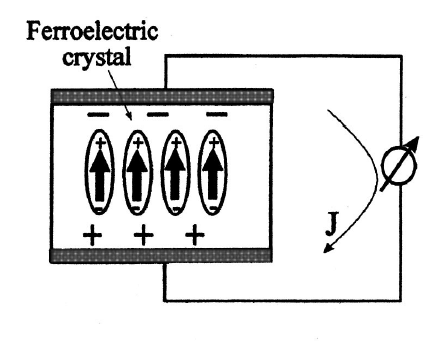 Ferroelectric
crystal
− − −
+ + + +
- - - -
+ + +
J